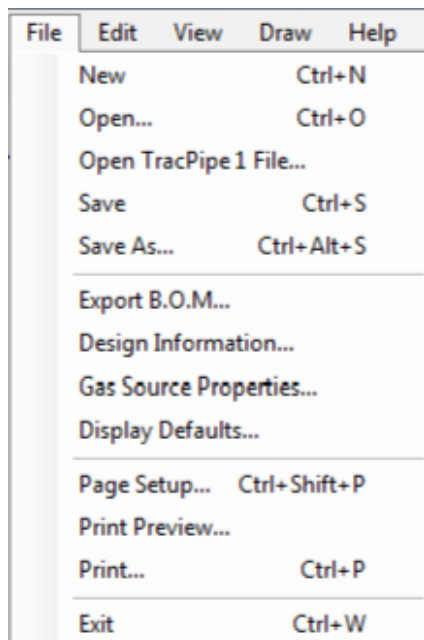 File Edit View Draw Help
New Ctrl+N
Open... Ctrl+O
Open TracPipe 1 File...
Save Ctrl+S
Save As... Ctrl+Alt+S
Export B.O.M...
Design Information...
Gas Source Properties...
Display Defaults...
Page Setup... Ctrl+Shift+P
Print Preview...
Print... Ctrl+P
Exit Ctrl+W